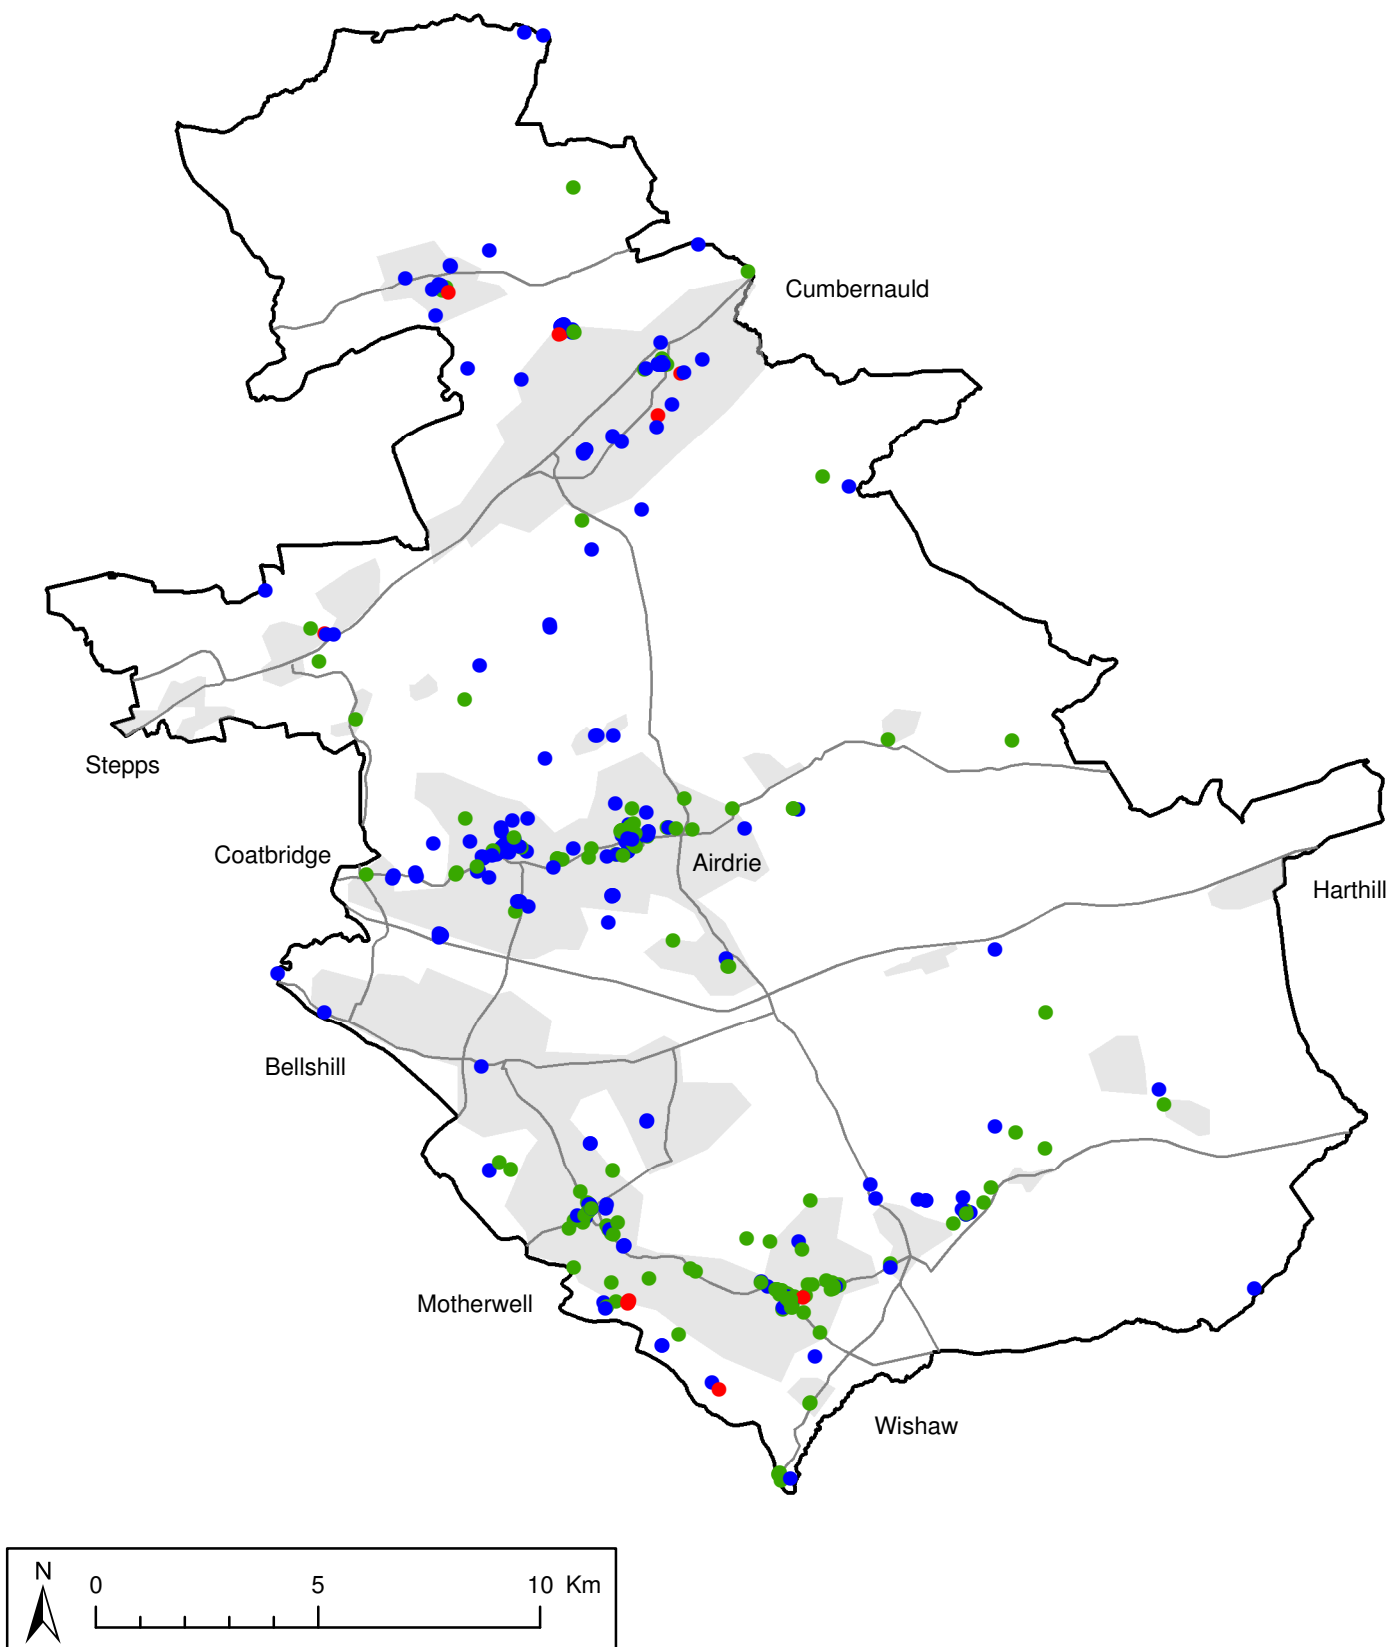 Cumbernauld
Stepps
Coatbridge
Airdrie
Harthill
Bellshill
Motherwell
Wishaw
N
0 5 10 Km